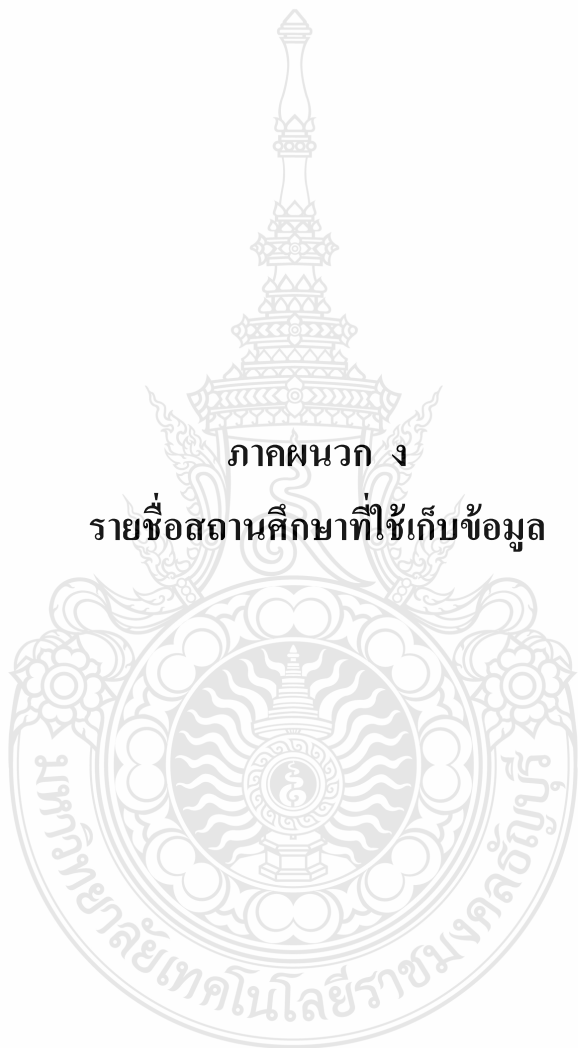 ภาคผนวก ง
รายชื่อสถานศึกษาที่ใช้เก็บข้อมูล
มหาวิทยาลัยเทคโนโลยีราชมงคลธัญบุรี